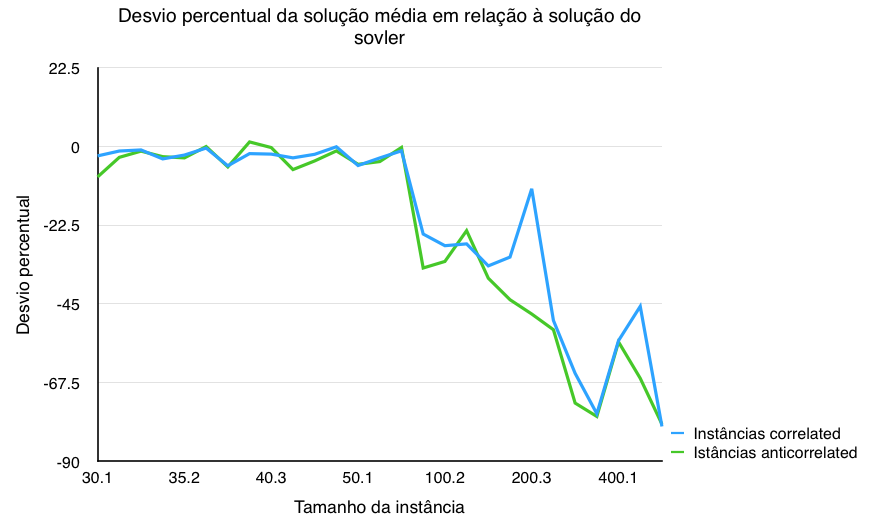 Desvio percentual da solução média em relação à solução do
sovler
22.5
0
-22.5
-45
-67.5
-90
Desvio percentual
30.1 35.2 40.3 50.1 100.2 200.3 400.1
Tamanho da instância
Instâncias correlated
Istâncias anticorrelated